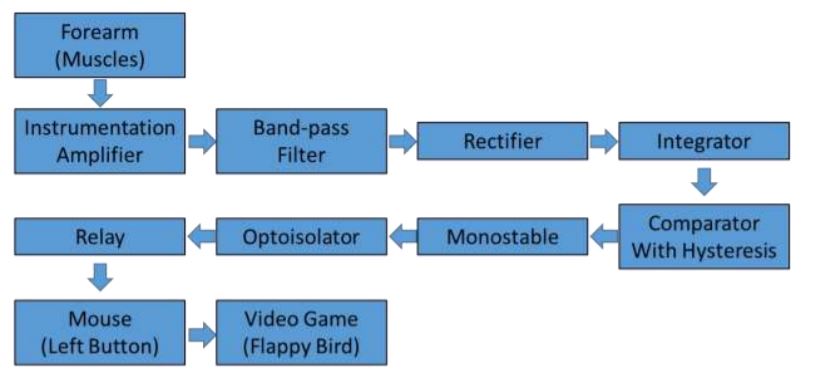 Forearm
(Muscles)
Instrumentation
Amplifier
Band-pass
Filter
Rectifier
Integrator
Comparator
With Hysteresis
Monostable
Optoisolator
Relay
Mouse
(Left Button)
Video Game
(Flappy Bird)